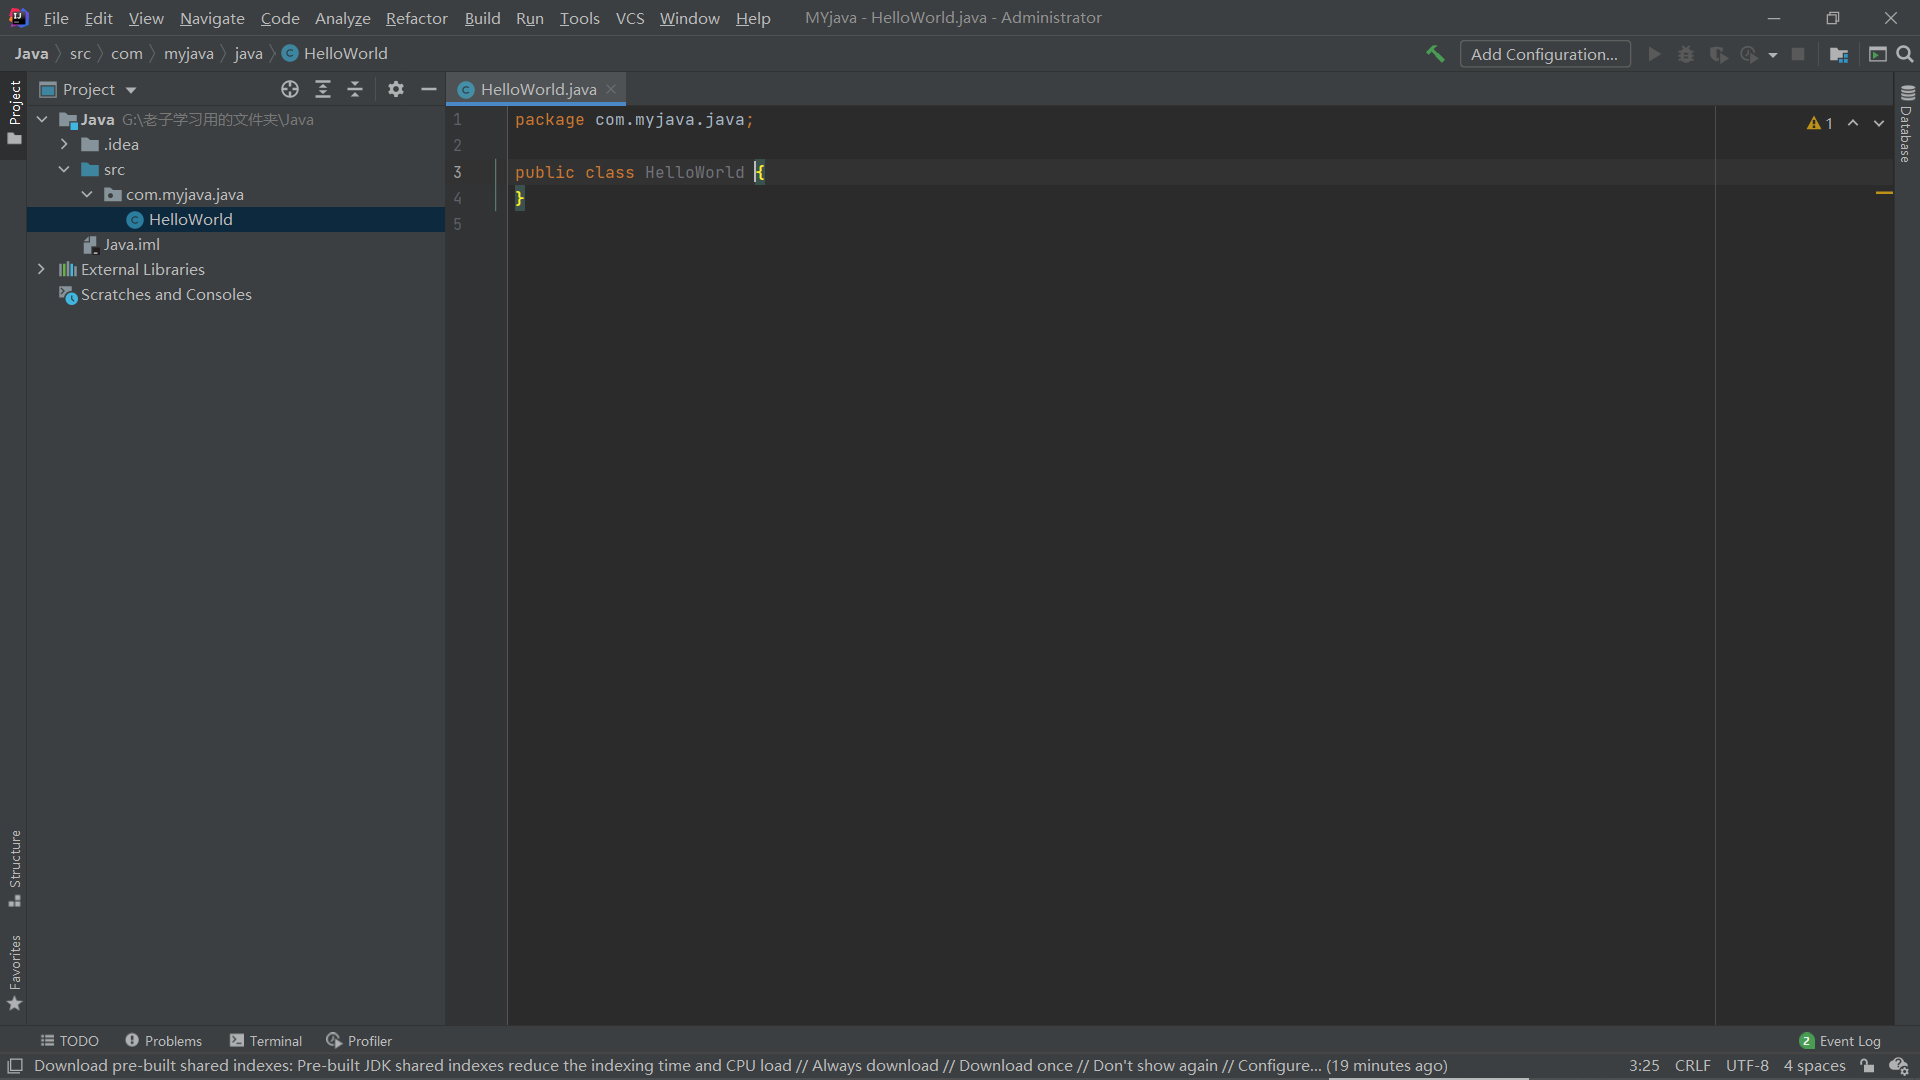 File Edit View Navigate Code Analyze Refactor Build Run Tools VCS Window Help MYjava - HelloWorld.java - Administrator
Java src com myjava java HelloWorld Add Configuration...
Project
Project
HelloWorld.java
Java G:\老子学习用的文件夹\Java
.idea
src
com.myjava.java
HelloWorld
Java.iml
External Libraries
Scratches and Consoles
1 package com.myjava.java;
2
3 public class HelloWorld {
4 }
5
1
Database
Structure
Favorites
TODO Problems Terminal Profiler 2 Event Log
Download pre-built shared indexes: Pre-built JDK shared indexes reduce the indexing time and CPU load // Always download // Download once // Don't show again // Configure... (19 minutes ago) 3:25 CRLF UTF-8 4 spaces